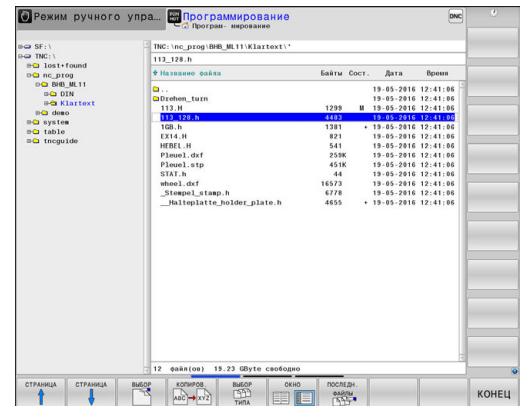 Режим ручного упра...
PGM
MGT
Программирование
Програм- мирование
DNC
SF:\
TNC:\
lost+found
nc_prog
BHB_ML11
DIN
Klartext
demo
system
table
tncguide
TNC:\nc_prog\BHB_ML11\Klartext\*
113_128.h
Название файла Байты Сост. Дата Время
.. 19-05-2016 12:41:06
Drehen_turn 19-05-2016 12:41:06
113.H 1299 M 19-05-2016 12:41:06
113_128.h 4403 19-05-2016 12:41:06
1GB.h 1381 + 19-05-2016 12:41:06
EX14.H 821 19-05-2016 12:41:06
HEBEL.H 541 19-05-2016 12:41:06
Pleuel.dxf 259K 19-05-2016 12:41:06
Pleuel.stp 451K 19-05-2016 12:41:06
STAT.h 44 19-05-2016 12:41:06
wheel.dxf 16573 19-05-2016 12:41:06
_Stempel_stamp.h 6778 19-05-2016 12:41:06
__Halteplatte_holder_plate.h 4655 + 19-05-2016 12:41:06
12 файл(ов) 19.23 GByte свободно
СТРАНИЦА
СТРАНИЦА
ВЫБОР
КОПИРОВ.
ABC → XYZ
ВЫБОР
ТИПА
ОКНО
ПОСЛЕДН.
ФАЙЛЫ
КОНЕЦ